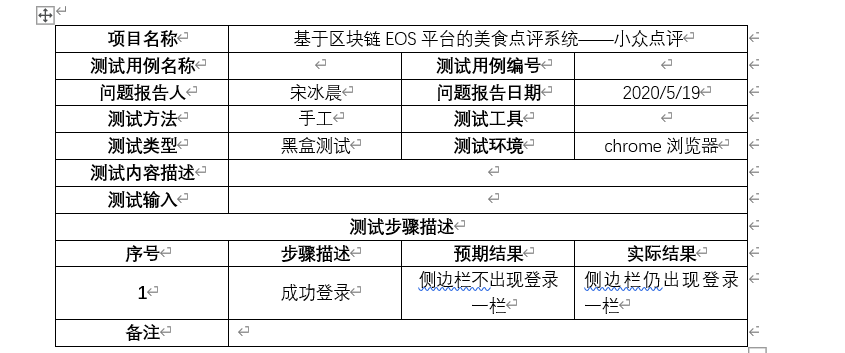 项目名称 基于区块链 EOS 平台的美食点评系统——小众点评
测试用例名称 测试用例编号
问题报告人 宋冰晨 问题报告日期 2020/5/19
测试方法 手工 测试工具
测试类型 黑盒测试 测试环境 chrome 浏览器
测试内容描述
测试输入
测试步骤描述
序号 步骤描述 预期结果 实际结果
1 成功登录 侧边栏不出现登录一栏 侧边栏仍出现登录一栏
备注